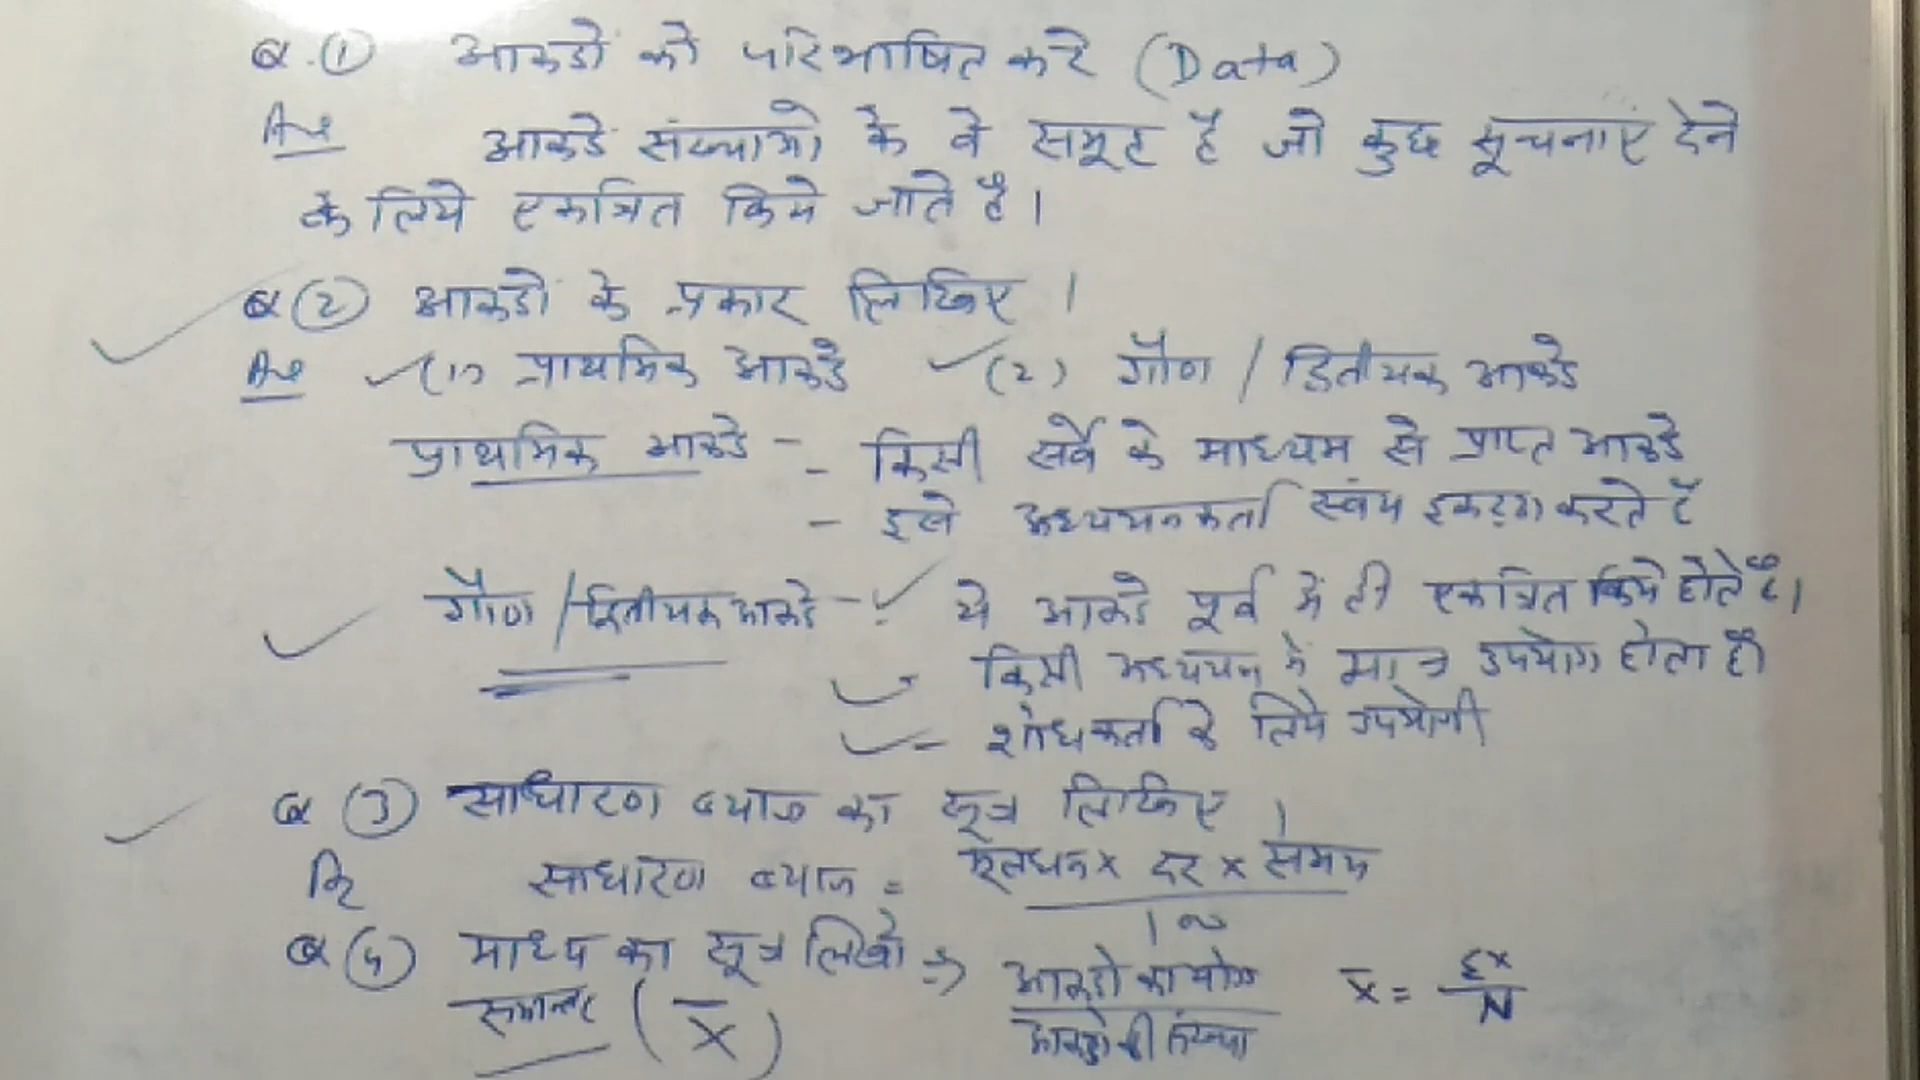 Q.① आकडों को परिभाषित करे (Data)
Ans आकडे संख्याओ के वे समूह है जो कुछ सूचनाएं देने
के लिये एकत्रित किये जाते है।
Q② आकडों के प्रकार लिखिए।
Ans (1) प्राथमिक आकडे (2) गौण / द्वितीयक आकडे
प्राथमिक आकडे - - किसी सर्वे के माध्यम से प्राप्त आकडे
- इसे अध्ययनकर्ता स्वंय इकट्ठा करते है
गौण / द्वितीयक आकडे - - ये आकडे पूर्व मे ही एकत्रित किये होते है।
- किसी अध्ययन मे मात्र उपयोग होता है।
- शोधकर्ता के लिये उपयोगी
Q③ साधारण ब्याज का सूत्र लिखिए।
साधारण ब्याज = मूलधन x दर x समय
100
Q④ माध्य का सूत्र लिखो ⇒ आकडो का योग x̄ = Σx
समान्तर (x̄) आकडो की संख्या N